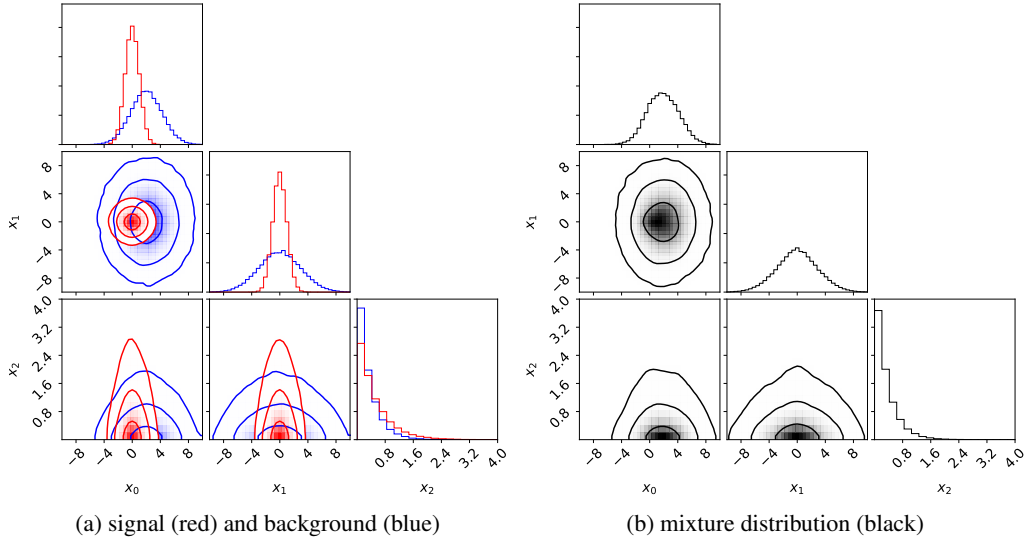 8
4
0
−4
−8
x₁
8
4
0
−4
−8
x₁
4.0
3.2
2.4
1.6
0.8
x₂
4.0
3.2
2.4
1.6
0.8
x₂
−8 −4 0 4 8 −8 −4 0 4 8 0.8 1.6 2.4 3.2 4.0 −8 −4 0 4 8 −8 −4 0 4 8 0.8 1.6 2.4 3.2 4.0
x₀ x₁ x₂ x₀ x₁ x₂
(a) signal (red) and background (blue) (b) mixture distribution (black)